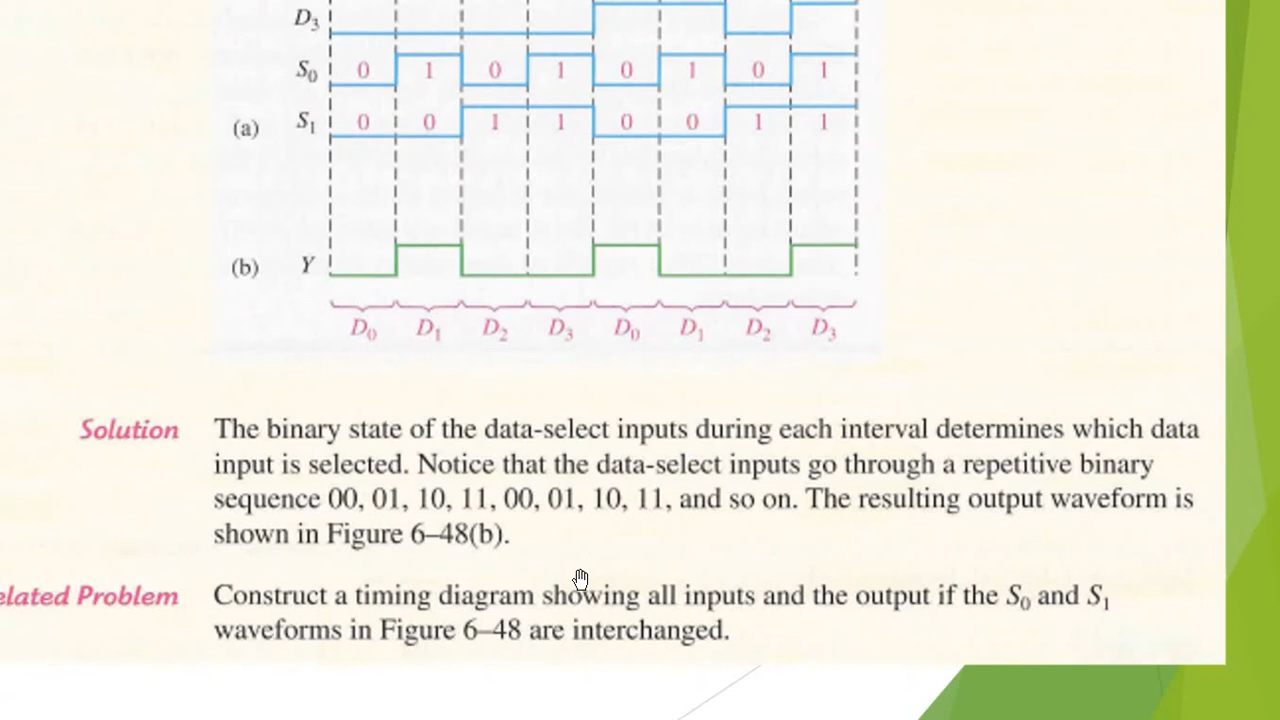 D₃
S₀ 0 1 0 1 0 1 0 1
(a) S₁ 0 0 1 1 0 0 1 1
(b) Y
D₀ D₁ D₂ D₃ D₀ D₁ D₂ D₃
Solution The binary state of the data-select inputs during each interval determines which data
input is selected. Notice that the data-select inputs go through a repetitive binary
sequence 00, 01, 10, 11, 00, 01, 10, 11, and so on. The resulting output waveform is
shown in Figure 6–48(b).
elated Problem Construct a timing diagram showing all inputs and the output if the S₀ and S₁
waveforms in Figure 6–48 are interchanged.